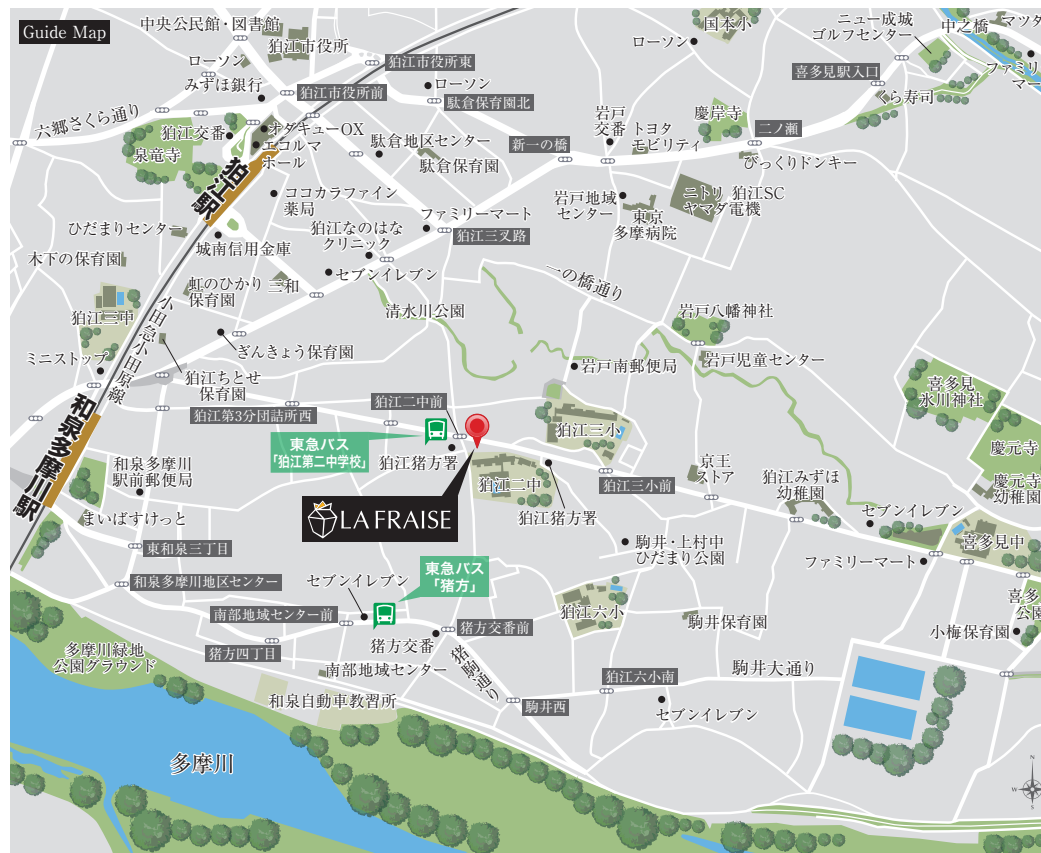 Guide Map
中央公民館・図書館
狛江市役所
ローソン
みずほ銀行
狛江市役所東
狛江市役所前
ローソン
駄倉保育園北
国本小
ローソン
ニュー成城
ゴルフセンター
中之橋
マツダ
ファミリー
マー
喜多見駅入口
くら寿司
六郷さくら通り
狛江交番
泉竜寺
オダキューOX
エコルマ
ホール
駄倉地区センター
駄倉保育園
新一の橋
岩戸
交番
トヨタ
モビリティ
慶岸寺
二ノ瀬
びっくりドンキー
狛江駅
ココカラファイン
薬局
ファミリーマート
狛江三叉路
岩戸地域
センター
東京
多摩病院
ニトリ 狛江SC
ヤマダ電機
ひだまりセンター
城南信用金庫
狛江なのはな
クリニック
セブンイレブン
木下の保育園
虹のひかり
保育園
三和
清水川公園
一の橋通り
岩戸八幡神社
狛江三中
小田急小田原線
ミニストップ
ぎんきょう保育園
狛江ちとせ
保育園
岩戸南郵便局
岩戸児童センター
喜多見
氷川神社
狛江第3分団詰所西
狛江二中前
東急バス
「狛江第二中学校」
狛江猪方署
狛江三小
慶元寺
慶元寺
幼稚園
和泉多摩川駅
和泉多摩川
駅前郵便局
LA FRAISE
狛江二中
狛江猪方署
狛江三小前
京王
ストア
狛江みずほ
幼稚園
セブンイレブン
まいばすけっと
東和泉三丁目
駒井・上村中
ひだまり公園
ファミリーマート
喜多見中
和泉多摩川地区センター
セブンイレブン
東急バス
「猪方」
南部地域センター前
猪方四丁目
猪方交番
猪方交番前
狛江六小
駒井保育園
喜多
公園
小梅保育園
多摩川緑地
公園グラウンド
南部地域センター
猪駒通り
和泉自動車教習所
駒井西
狛江六小南
駒井大通り
セブンイレブン
多摩川
N
W
S